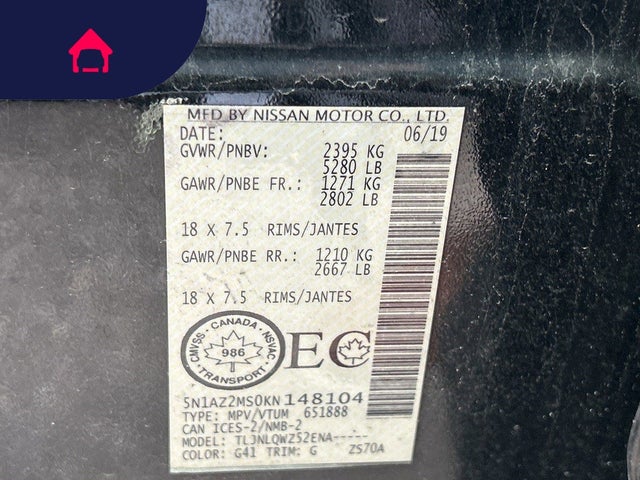 MFD BY NISSAN MOTOR CO., LTD.
DATE: 06/19
GVWR/PNBV: 2395 KG
5280 LB
GAWR/PNBE FR.: 1271 KG
2802 LB
18 X 7.5 RIMS/JANTES
GAWR/PNBE RR.: 1210 KG
2667 LB
18 X 7.5 RIMS/JANTES
CANADA
CMVSS NSVAC
986
TRANSPORT
EC
5N1AZ2MS0KN148104
TYPE: MPV/VTUM 651888
CAN ICES-2/NMB-2
MODEL: TLJNLQWZ52ENA-----
COLOR: G41 TRIM: G ZS70A